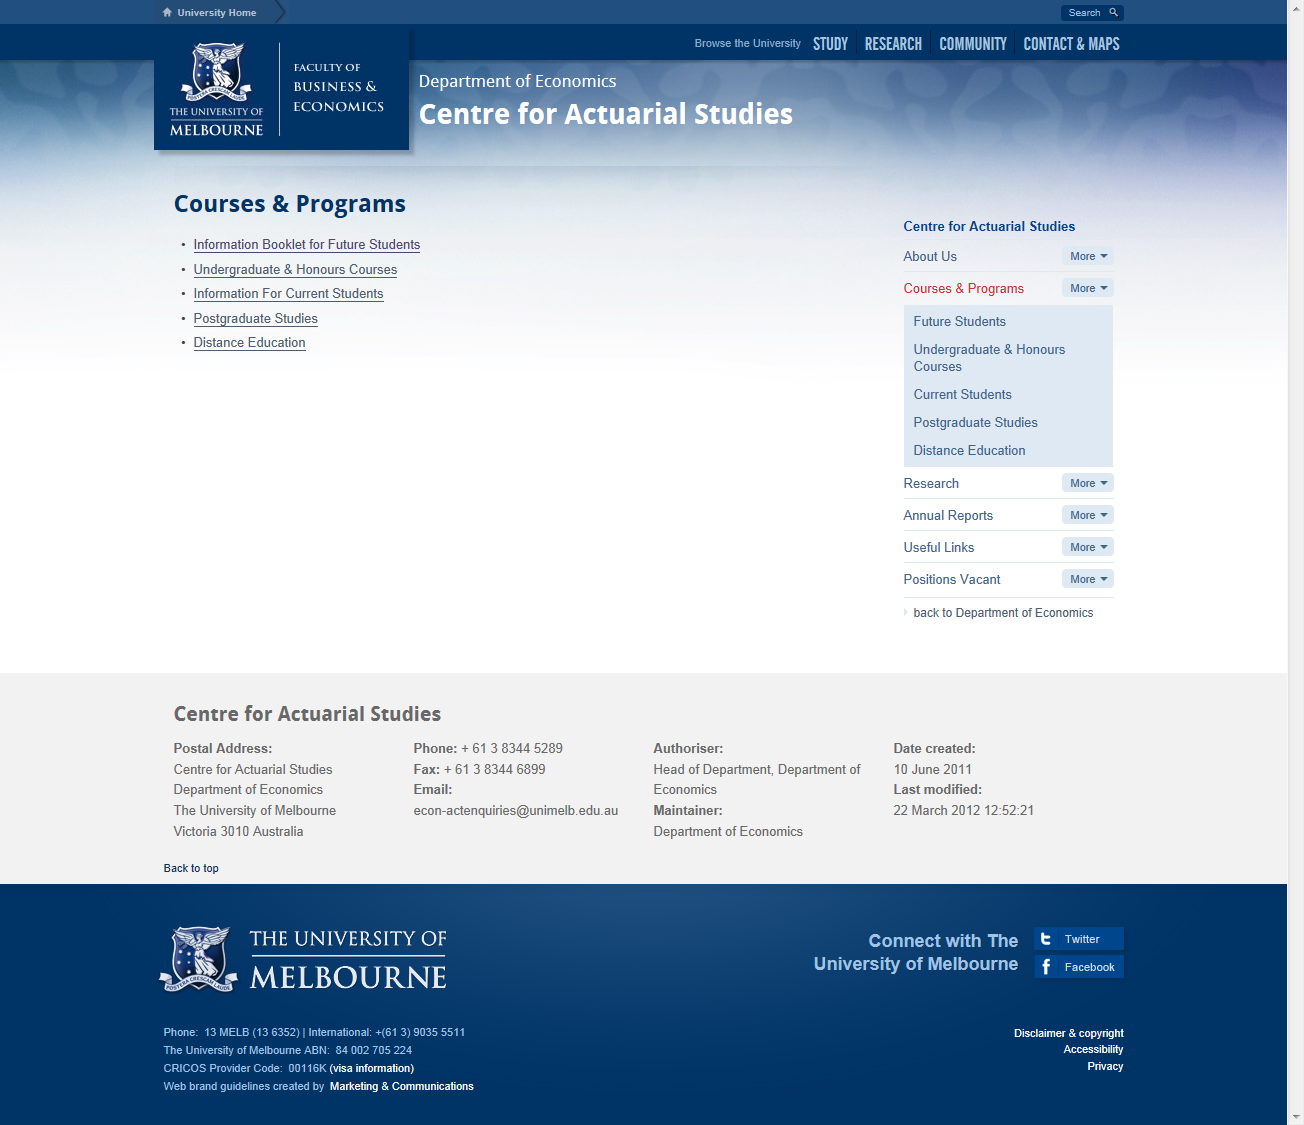 University Home
Search
Browse the University STUDY RESEARCH COMMUNITY CONTACT & MAPS
THE UNIVERSITY OF
MELBOURNE
FACULTY OF
BUSINESS &
ECONOMICS
Department of Economics
Centre for Actuarial Studies
Courses & Programs
• Information Booklet for Future Students
• Undergraduate & Honours Courses
• Information For Current Students
• Postgraduate Studies
• Distance Education
Centre for Actuarial Studies
About Us More
Courses & Programs More
Future Students
Undergraduate & Honours
Courses
Current Students
Postgraduate Studies
Distance Education
Research More
Annual Reports More
Useful Links More
Positions Vacant More
back to Department of Economics
Centre for Actuarial Studies
Postal Address:
Centre for Actuarial Studies
Department of Economics
The University of Melbourne
Victoria 3010 Australia
Phone: + 61 3 8344 5289
Fax: + 61 3 8344 6899
Email:
econ-actenquiries@unimelb.edu.au
Authoriser:
Head of Department, Department of
Economics
Maintainer:
Department of Economics
Date created:
10 June 2011
Last modified:
22 March 2012 12:52:21
Back to top
POSTERA CRESCAM LAUDE
THE UNIVERSITY OF
MELBOURNE
Connect with The
University of Melbourne
Twitter
Facebook
Phone: 13 MELB (13 6352) | International: +(61 3) 9035 5511
The University of Melbourne ABN: 84 002 705 224
CRICOS Provider Code: 00116K (visa information)
Web brand guidelines created by Marketing & Communications
Disclaimer & copyright
Accessibility
Privacy